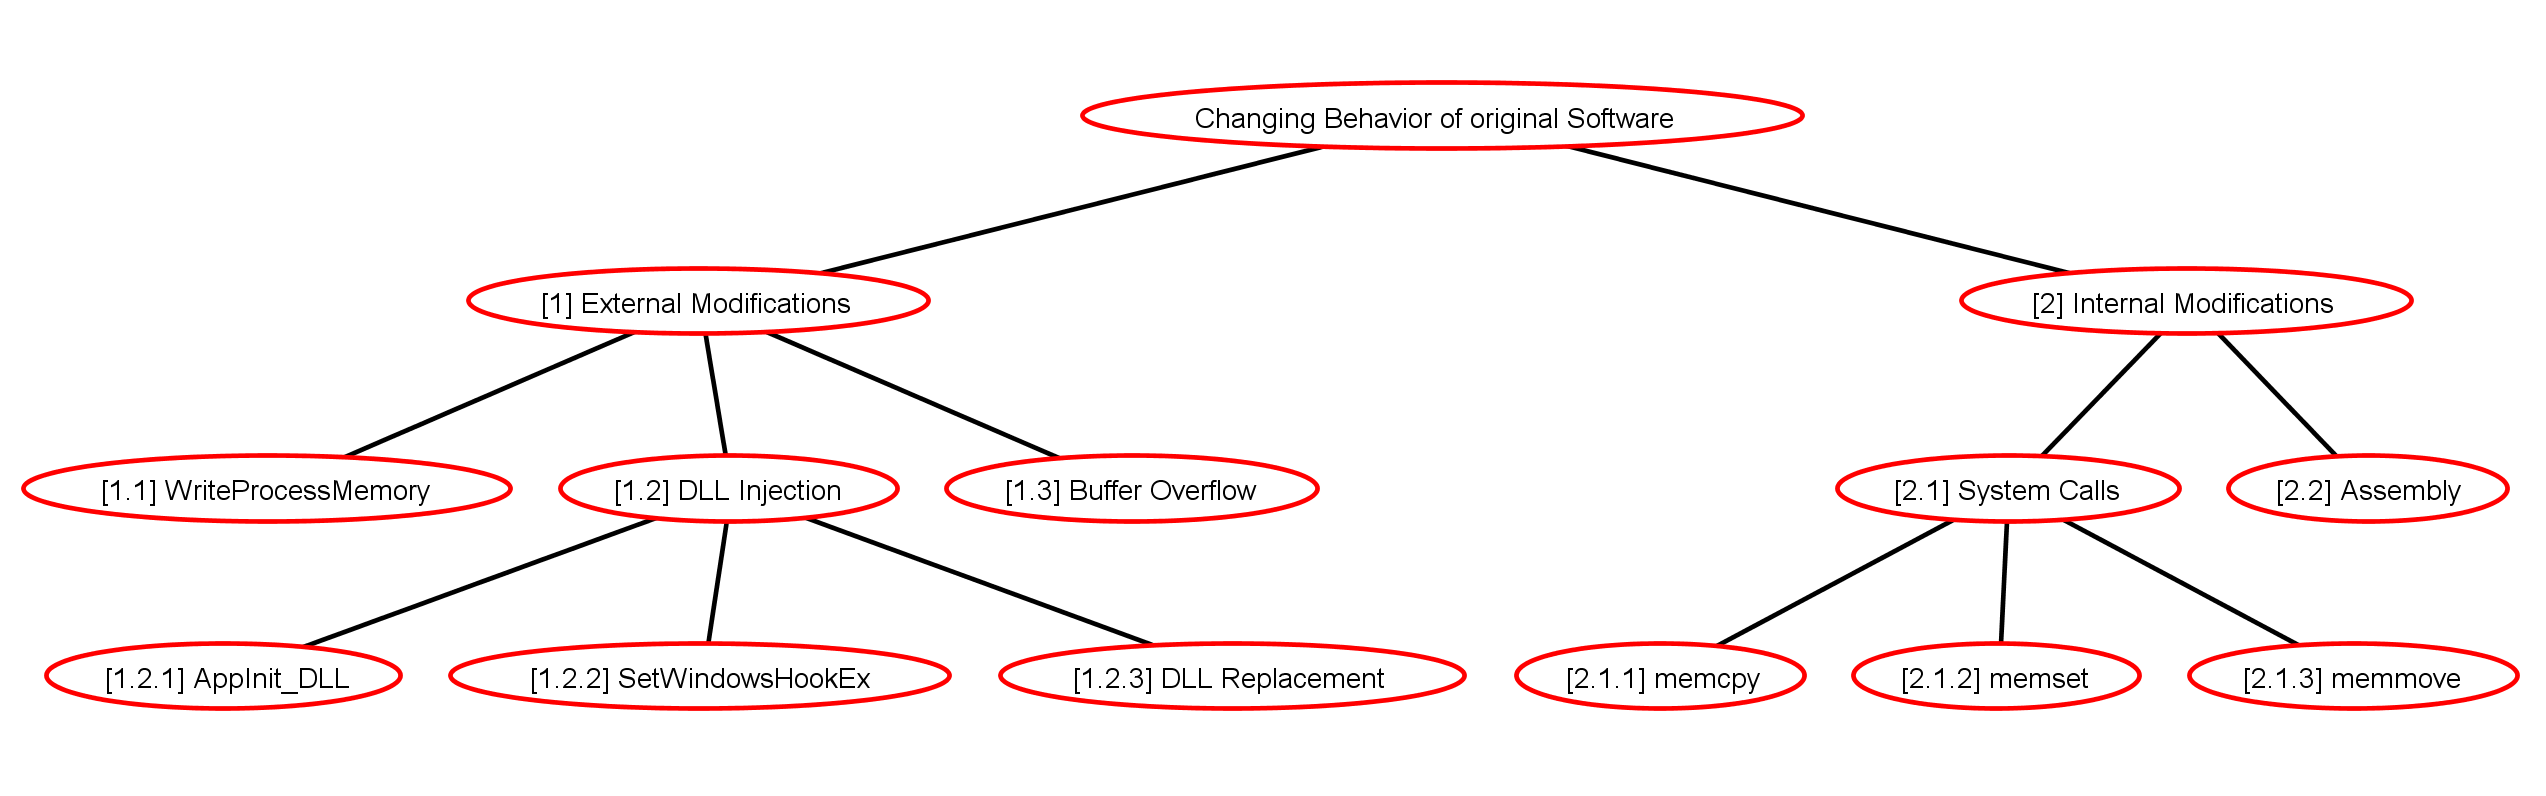 Changing Behavior of original Software
[1] External Modifications
[2] Internal Modifications
[1.1] WriteProcessMemory
[1.2] DLL Injection
[1.3] Buffer Overflow
[2.1] System Calls
[2.2] Assembly
[1.2.1] AppInit_DLL
[1.2.2] SetWindowsHookEx
[1.2.3] DLL Replacement
[2.1.1] memcpy
[2.1.2] memset
[2.1.3] memmove